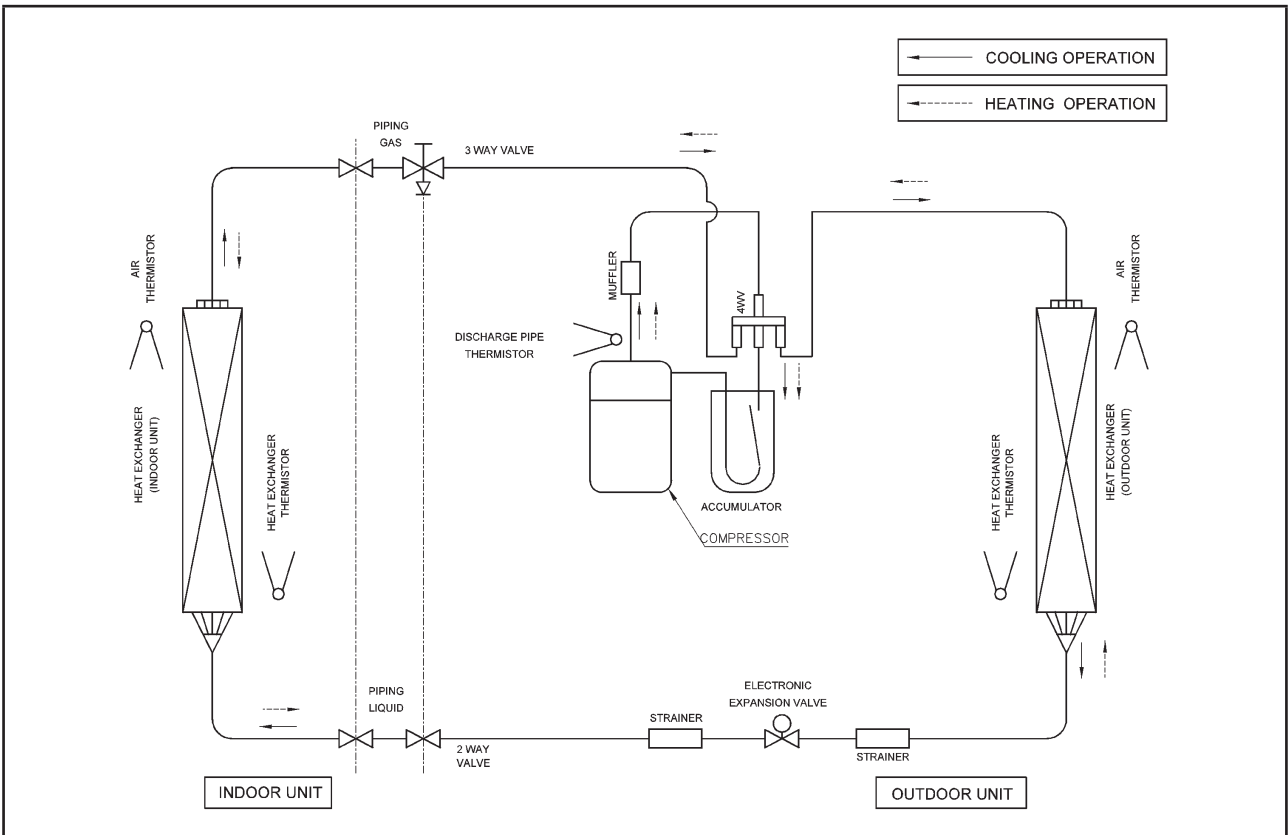 COOLING OPERATION
HEATING OPERATION
PIPING
GAS
3 WAY VALVE
AIR
THERMISTOR
MUFFLER
4WV
AIR
THERMISTOR
DISCHARGE PIPE
THERMISTOR
HEAT EXCHANGER
(INDOOR UNIT)
HEAT EXCHANGER
THERMISTOR
HEAT EXCHANGER
THERMISTOR
HEAT EXCHANGER
(OUTDOOR UNIT)
ACCUMULATOR
COMPRESSOR
PIPING
LIQUID
2 WAY
VALVE
STRAINER
ELECTRONIC
EXPANSION VALVE
STRAINER
INDOOR UNIT
OUTDOOR UNIT